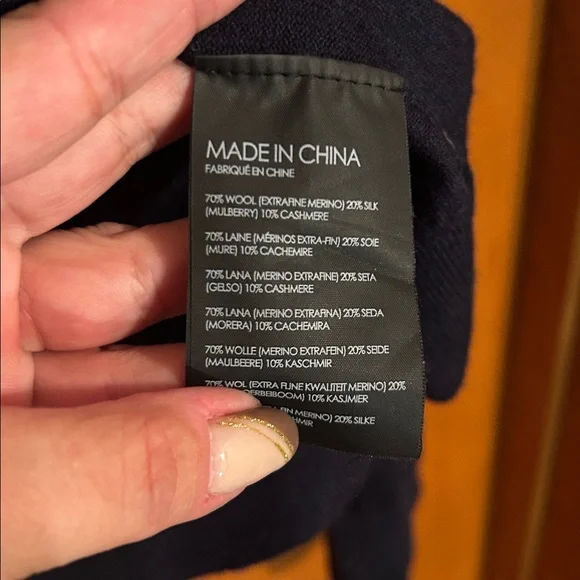 MADE IN CHINA
FABRIQUÉ EN CHINE
70% WOOL (EXTRAFINE MERINO) 20% SILK
(MULBERRY) 10% CASHMERE
70% LAINE (MÉRINOS EXTRA-FIN) 20% SOIE
(MURE) 10% CACHEMIRE
70% LANA (MERINO EXTRAFINE) 20% SETA
(GELSO) 10% CASHMERE
70% LANA (MERINO EXTRAFINA) 20% SEDA
(MORERA) 10% CACHEMIRA
70% WOLLE (MERINO EXTRAFEIN) 20% SEIDE
(MAULBEERE) 10% KASCHMIR
70% WOL (EXTRA FIJNE KWALITEIT MERINO) 20%
10% KASJMIER
MERINO) 20% SILKE